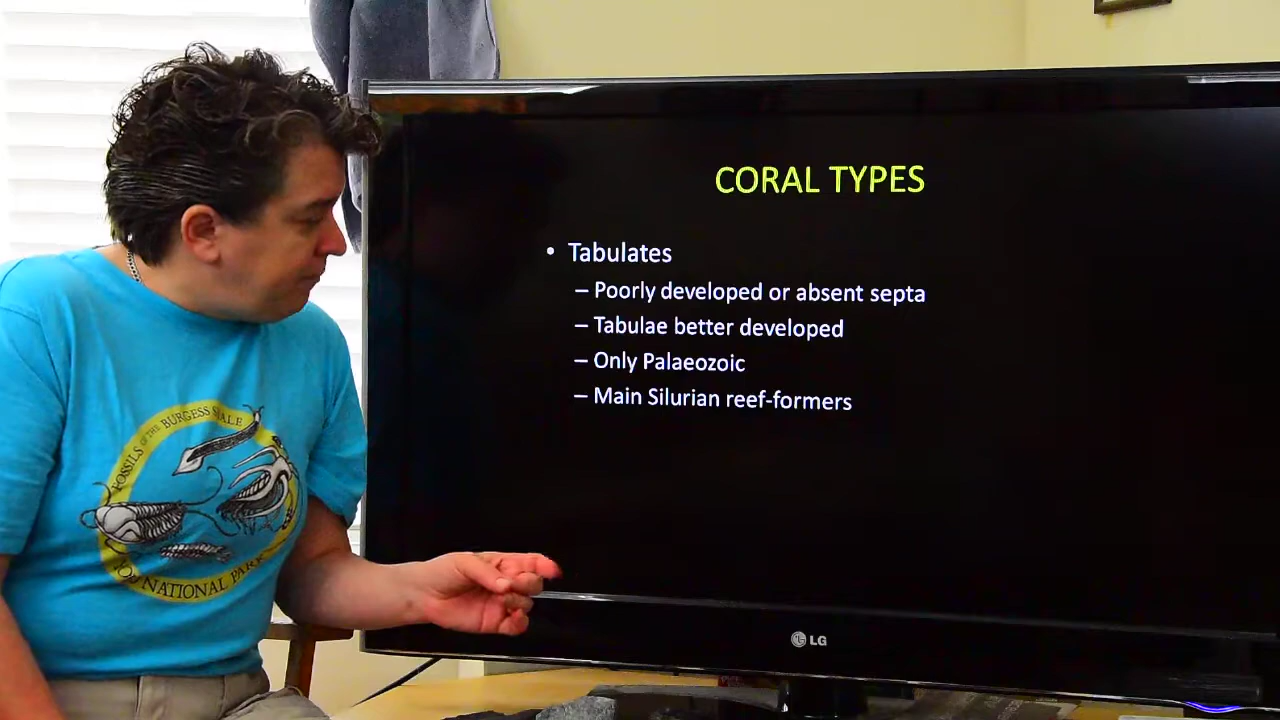 CORAL TYPES
• Tabulates
– Poorly developed or absent septa
– Tabulae better developed
– Only Palaeozoic
– Main Silurian reef-formers
FOSSILS OF THE BURGESS SHALE
YOHO NATIONAL PARK
LG